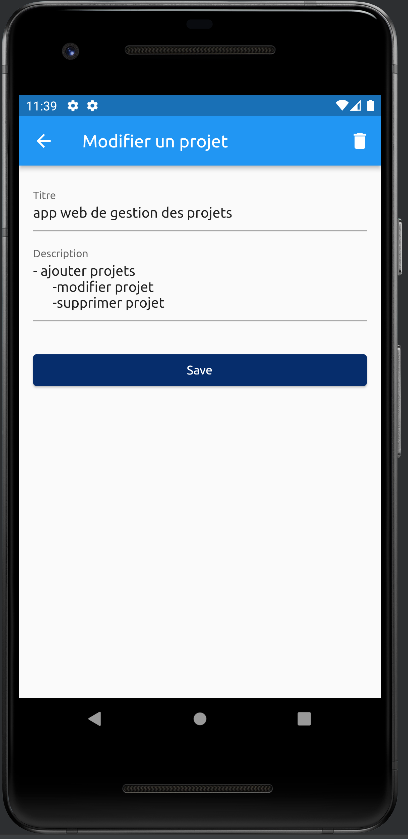 11:39
Modifier un projet
Titre
app web de gestion des projets
Description
- ajouter projets
-modifier projet
-supprimer projet
Save